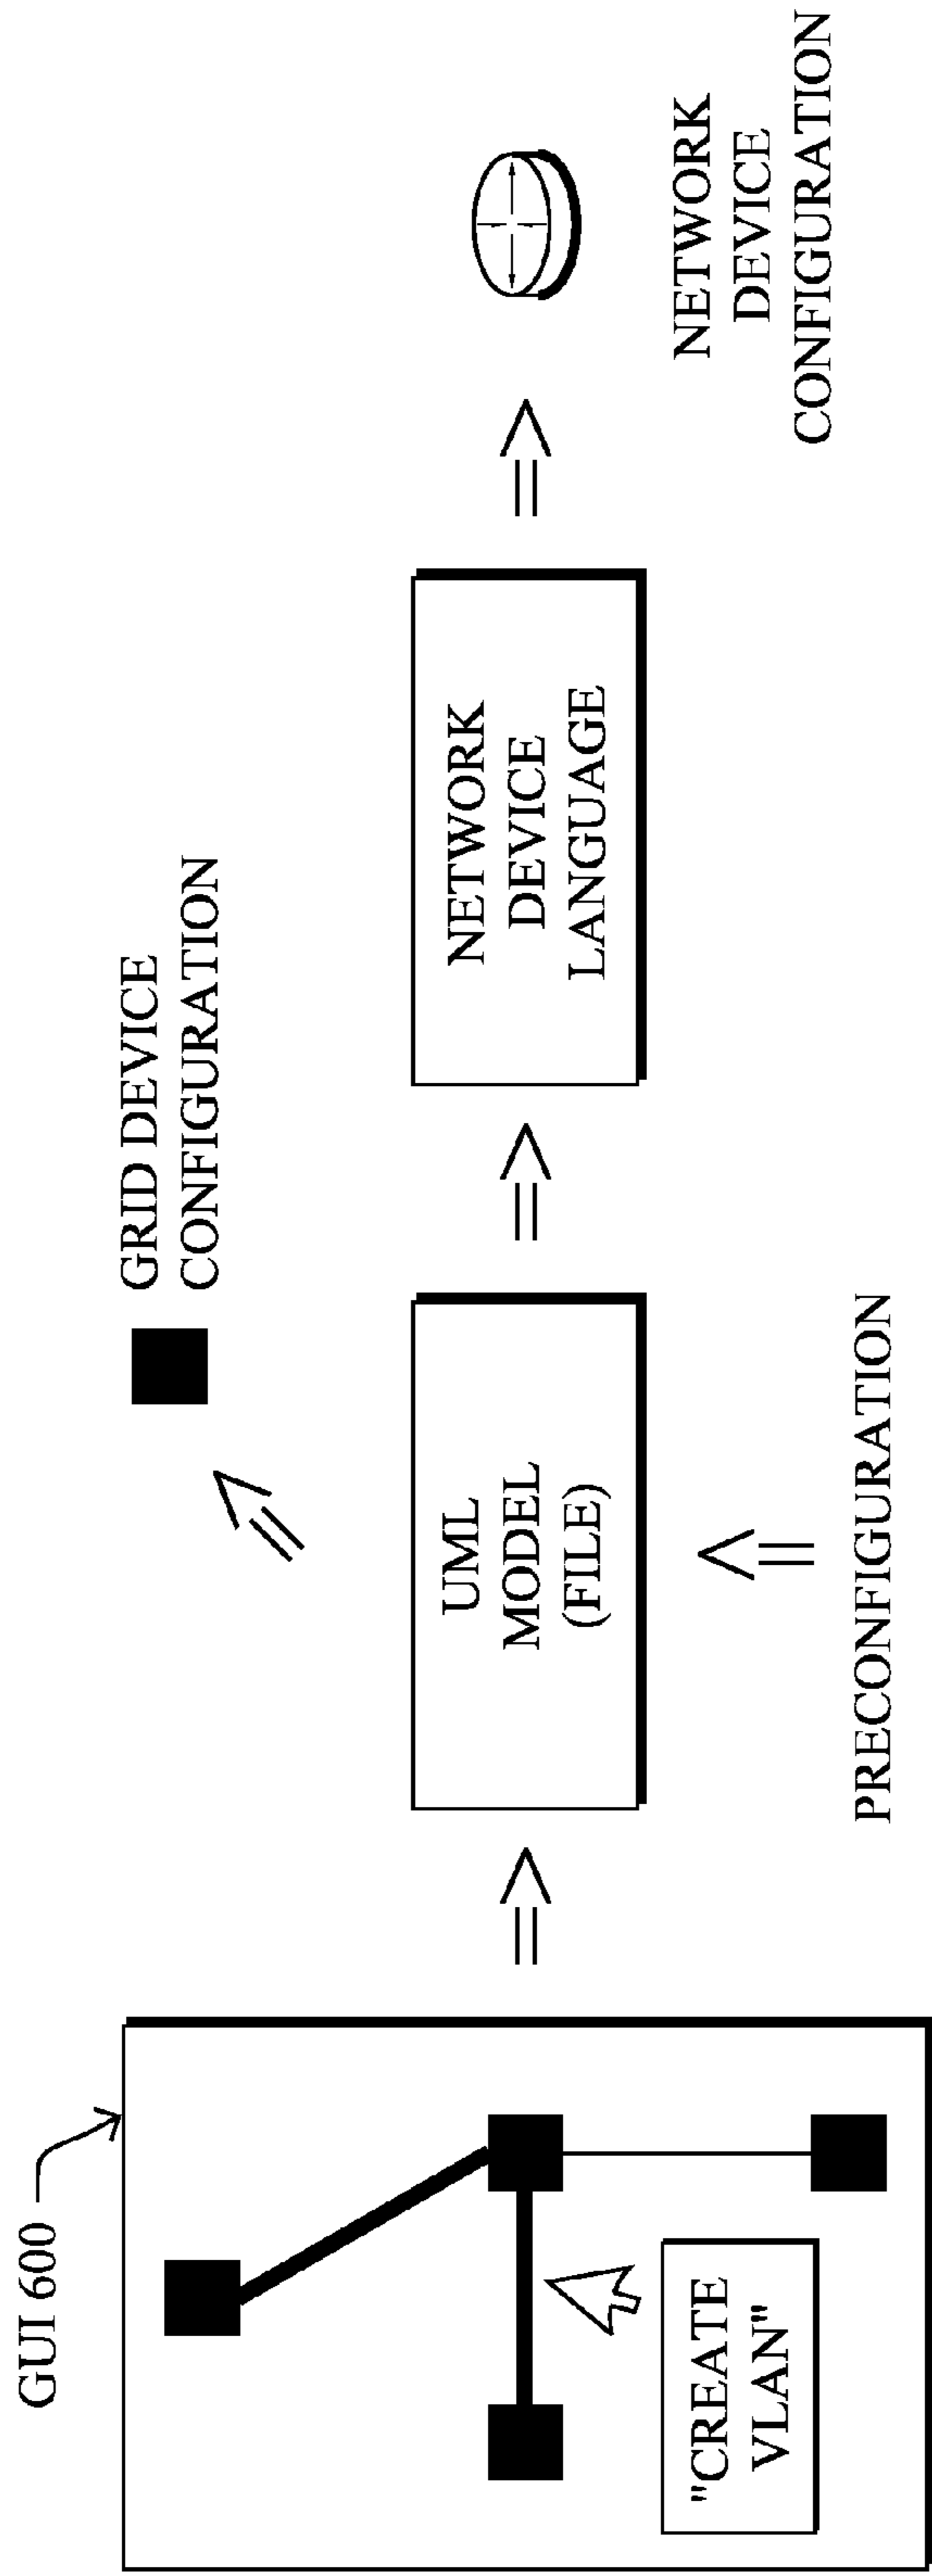 GUI 600
"CREATE
VLAN"
GRID DEVICE
CONFIGURATION
UML
MODEL
(FILE)
PRECONFIGURATION
NETWORK
DEVICE
LANGUAGE
NETWORK
DEVICE
CONFIGURATION